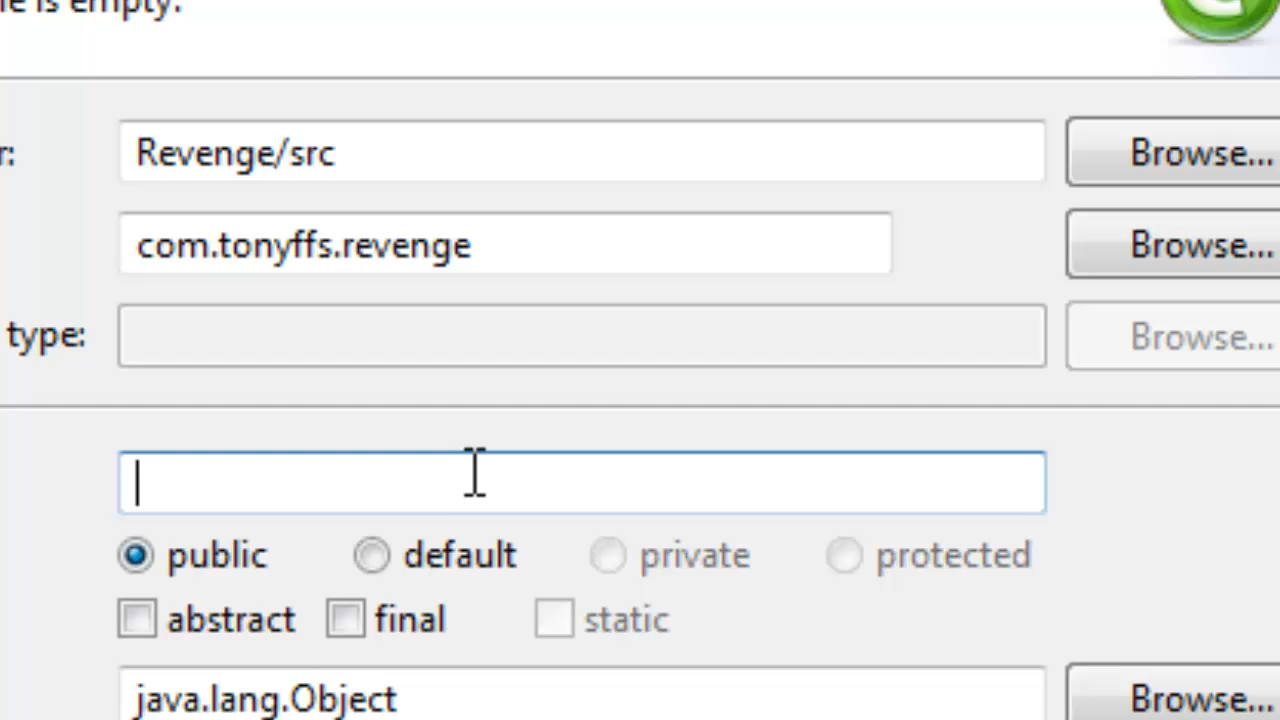 is empty.
r: Revenge/src Browse...
com.tonyffs.revenge Browse...
type: Browse...
public default private protected
abstract final static
java.lang.Object Browse...